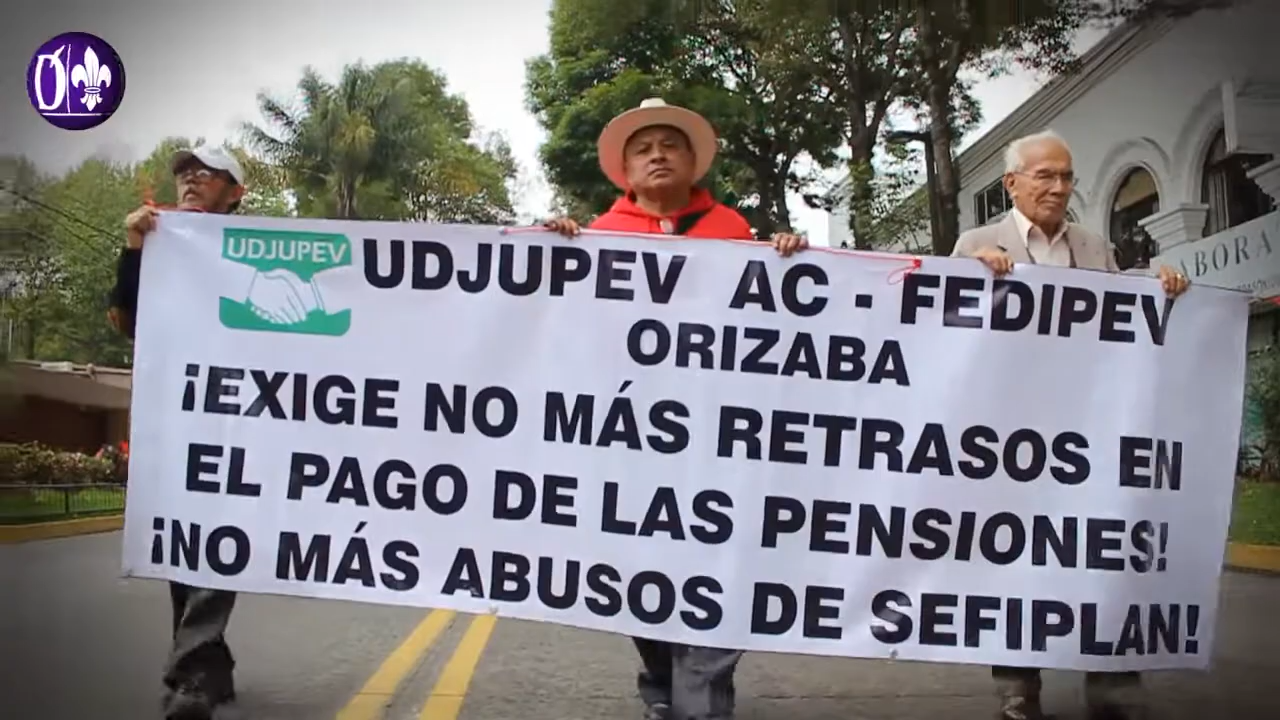 UDJUPEV
UDJUPEV AC - FEDIPEV
ORIZABA
¡EXIGE NO MÁS RETRASOS EN
EL PAGO DE LAS PENSIONES!
¡NO MÁS ABUSOS DE SEFIPLAN!
ABORA